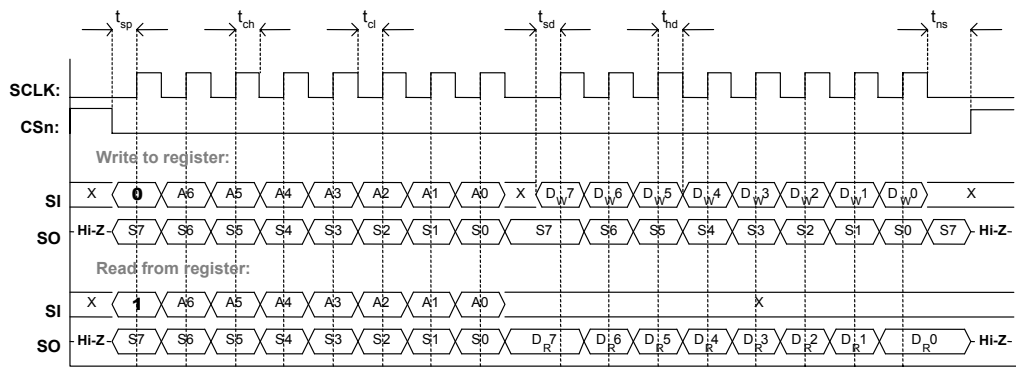 tsp tch tcl tsd thd tns
SCLK:
CSn:
Write to register:
SI X 0 A6 A5 A4 A3 A2 A1 A0 X DW7 DW6 DW5 DW4 DW3 DW2 DW1 DW0 X
SO Hi-Z S7 S6 S5 S4 S3 S2 S1 S0 S7 S6 S5 S4 S3 S2 S1 S0 S7 Hi-Z
Read from register:
SI X 1 A6 A5 A4 A3 A2 A1 A0 X
SO Hi-Z S7 S6 S5 S4 S3 S2 S1 S0 DR7 DR6 DR5 DR4 DR3 DR2 DR1 DR0 Hi-Z